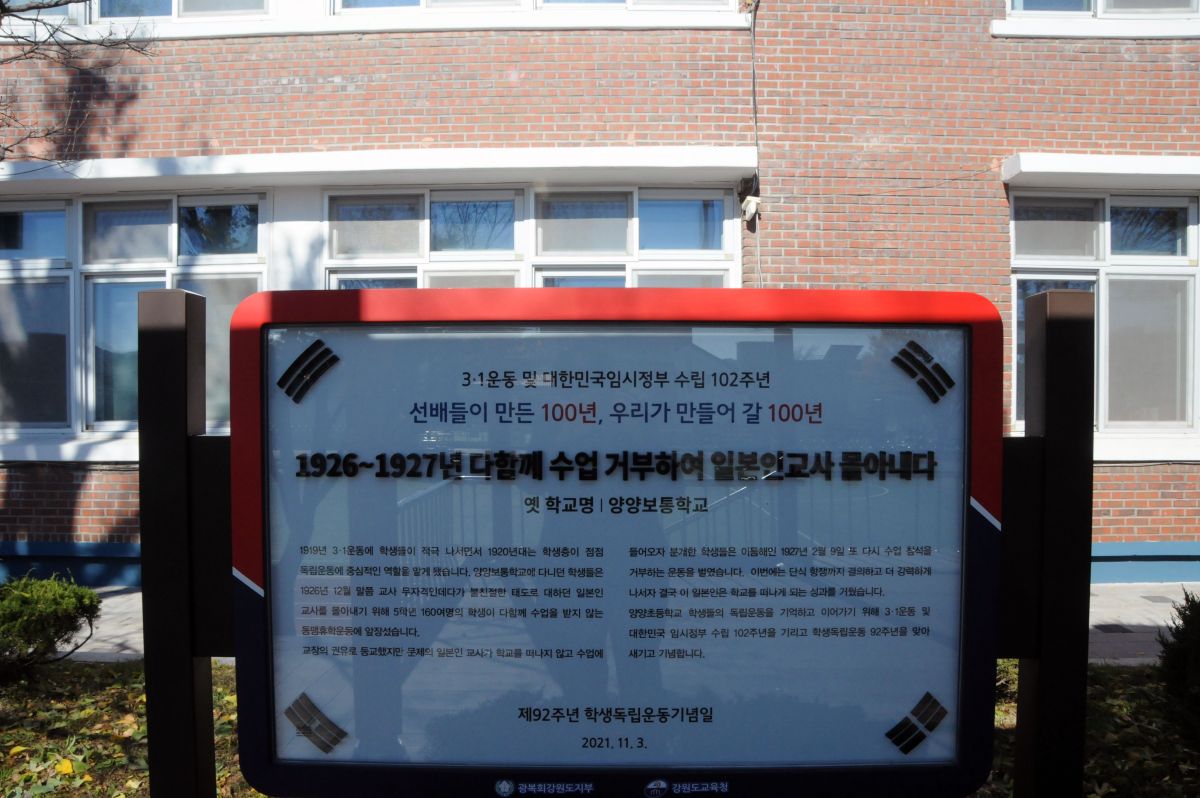 3·1운동 및 대한민국임시정부 수립 102주년
선배들이 만든 100년, 우리가 만들어 갈 100년
1926~1927년 다함께 수업 거부하여 일본인교사 몰아내다
옛 학교명 | 양양보통학교
1919년 3·1운동에 학생들이 적극 나서면서 1920년대는 학생층이 점점
독립운동에 중심적인 역할을 맡게 됐습니다. 양양보통학교에 다니던 학생들은
1926년 12월 말쯤 교사 무자격인데다가 불친절한 태도로 대하던 일본인
교사를 몰아내기 위해 5학년 160여명의 학생이 다함께 수업을 받지 않는
동맹휴학운동에 앞장섰습니다.
교장의 권유로 등교했지만 문제의 일본인 교사가 학교를 떠나지 않고 수업에
들어오자 분개한 학생들은 이듬해인 1927년 2월 9일 또 다시 수업 참석을
거부하는 운동을 벌였습니다. 이번에는 단식 항쟁까지 결의하고 더 강력하게
나서자 결국 이 일본인은 학교를 떠나게 되는 성과를 거뒀습니다.
양양초등학교 학생들의 독립운동을 기억하고 이어가기 위해 3·1운동 및
대한민국 임시정부 수립 102주년을 기리고 학생독립운동 92주년을 맞아
새기고 기념합니다.
제92주년 학생독립운동기념일
2021. 11. 3.
광복회강원도지부 강원도교육청